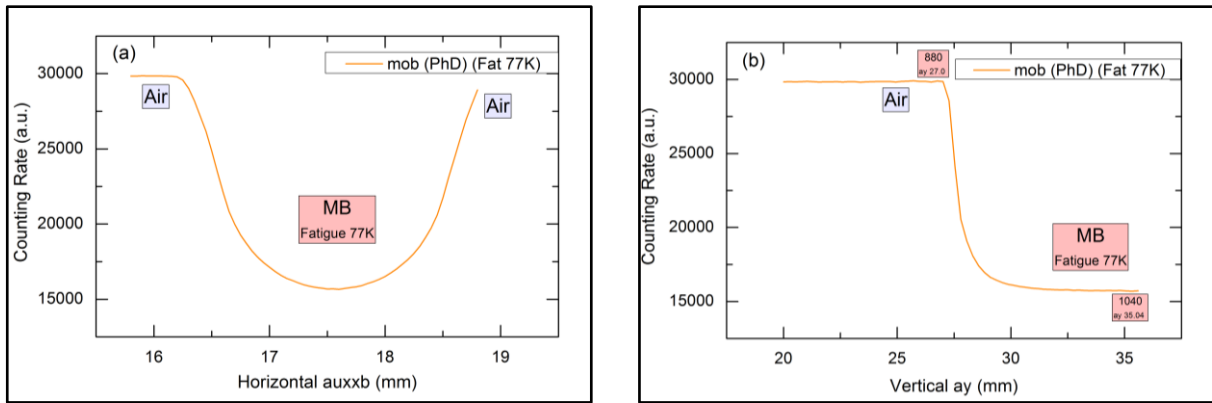 (a)
mob (PhD) (Fat 77K)
30000
Air
Air
25000
Counting Rate (a.u.)
MB
20000
Fatigue 77K
15000
16 17 18 19
Horizontal auxxb (mm)
(b)
880
ay 27.0
mob (PhD) (Fat 77K)
30000
Air
25000
Counting Rate (a.u.)
20000
MB
Fatigue 77K
15000
1040
ay 35.04
20 25 30 35
Vertical ay (mm)